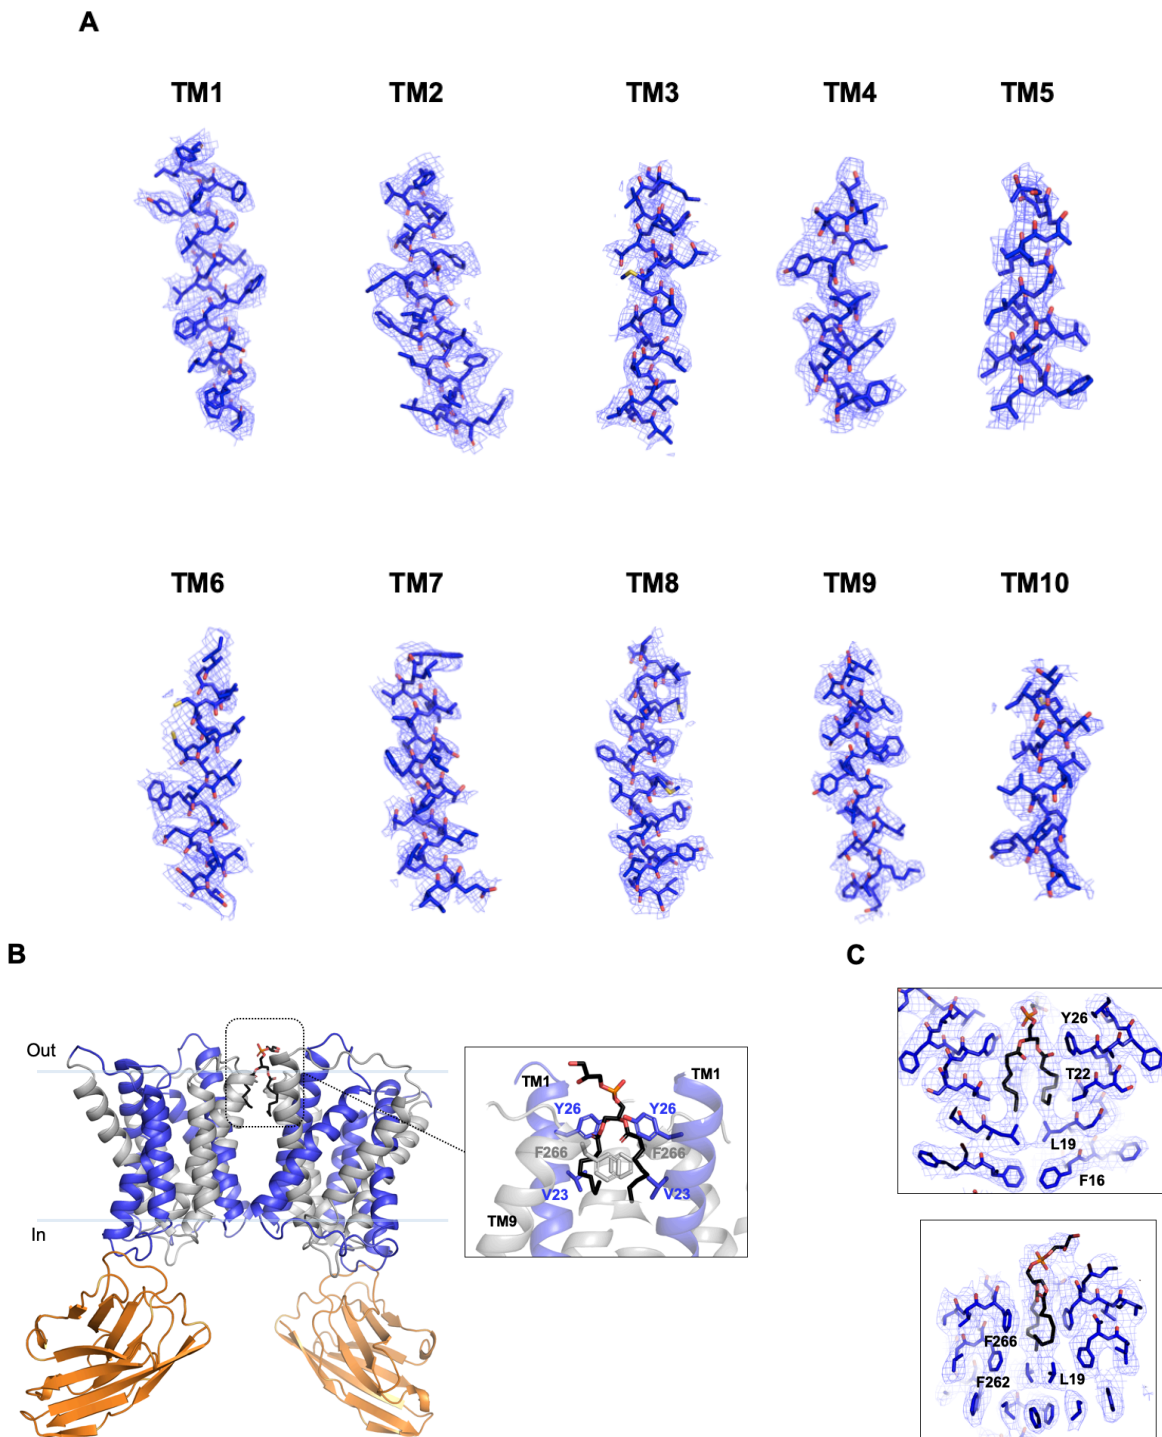 A
TM1 TM2 TM3 TM4 TM5
TM6 TM7 TM8 TM9 TM10
B
Out
In
TM1 TM1
Y26 Y26
F266 F266
V23 V23
TM9
C
Y26
T22
L19
F16
F266
F262 L19